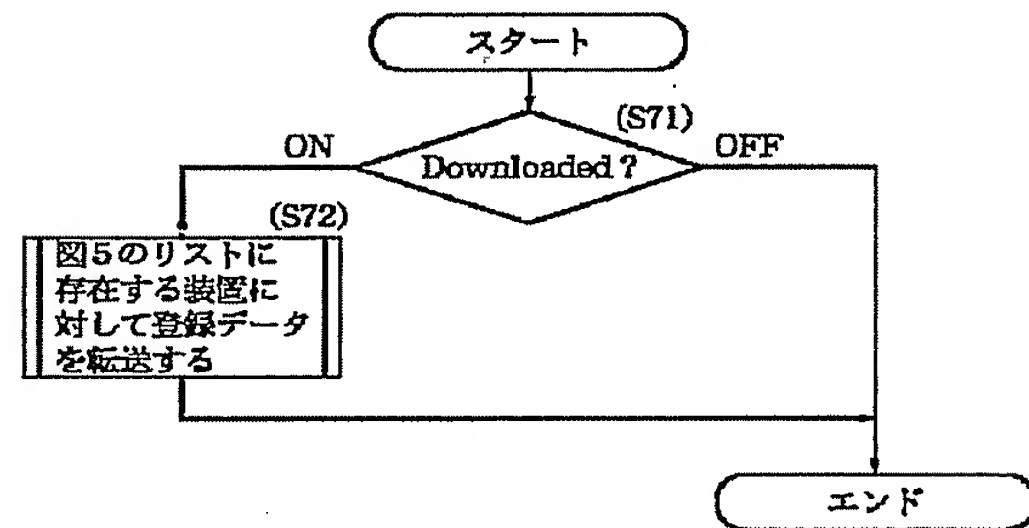 スタート
(S71)
ON
Downloaded?
OFF
(S72)
図5のリストに
存在する装置に
対して登録データ
を転送する
エンド